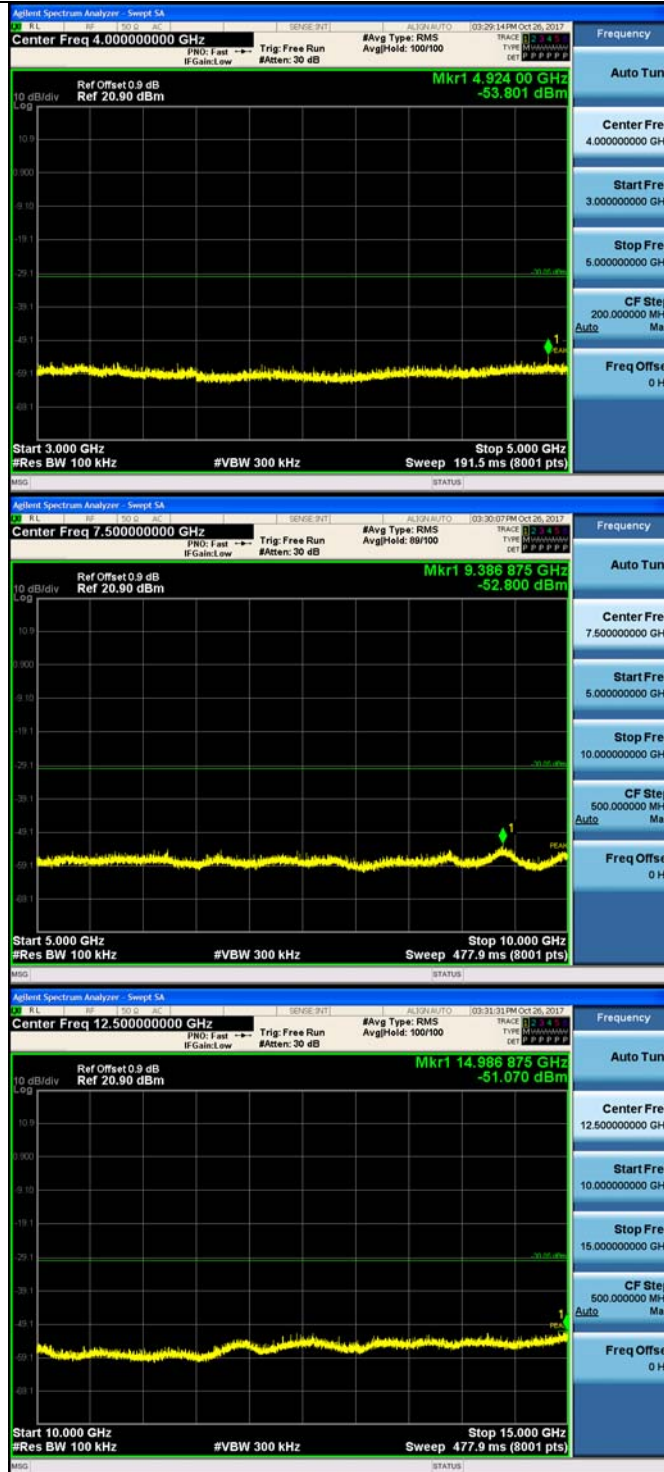 Agilent Spectrum Analyzer - Swept SA
RL RF 50 Ω AC SENSE:INT ALIGN AUTO 03:29:14 PM Oct 26, 2017
Center Freq 4.000000000 GHz
PNO: Fast
IFGain:Low
Trig: Free Run
#Atten: 30 dB
#Avg Type: RMS
Avg|Hold: 100/100
TRACE 1 2 3 4 5 6
TYPE M
DET P P P P P P
Frequency
Ref Offset 0.9 dB
Ref 20.90 dBm
10 dB/div
Log
Mkr1 4.924 00 GHz
-53.801 dBm
10.9
0.900
-9.10
-19.1
-29.1
-39.1
-49.1
-59.1
-69.1
-30.05 dBm
1
PEAK
Start 3.000 GHz
Stop 5.000 GHz
#Res BW 100 kHz
#VBW 300 kHz
Sweep 191.5 ms (8001 pts)
MSG
STATUS
Auto Tun
Center Fre
4.000000000 GH
Start Fre
3.000000000 GH
Stop Fre
5.000000000 GH
CF Ste
200.000000 MH
Auto Ma
Freq Offse
0 H
Agilent Spectrum Analyzer - Swept SA
RL RF 50 Ω AC SENSE:INT ALIGN AUTO 03:30:07 PM Oct 26, 2017
Center Freq 7.500000000 GHz
PNO: Fast
IFGain:Low
Trig: Free Run
#Atten: 30 dB
#Avg Type: RMS
Avg|Hold: 89/100
TRACE 1 2 3 4 5 6
TYPE M
DET P P P P P P
Frequency
Ref Offset 0.9 dB
Ref 20.90 dBm
10 dB/div
Log
Mkr1 9.386 875 GHz
-52.800 dBm
10.9
0.900
-9.10
-19.1
-29.1
-39.1
-49.1
-59.1
-69.1
-30.05 dBm
1
PEAK
Start 5.000 GHz
Stop 10.000 GHz
#Res BW 100 kHz
#VBW 300 kHz
Sweep 477.9 ms (8001 pts)
MSG
STATUS
Auto Tun
Center Fre
7.500000000 GH
Start Fre
5.000000000 GH
Stop Fre
10.000000000 GH
CF Ste
500.000000 MH
Auto Ma
Freq Offse
0 H
Agilent Spectrum Analyzer - Swept SA
RL RF 50 Ω AC SENSE:INT ALIGN AUTO 03:31:31 PM Oct 26, 2017
Center Freq 12.500000000 GHz
PNO: Fast
IFGain:Low
Trig: Free Run
#Atten: 30 dB
#Avg Type: RMS
Avg|Hold: 100/100
TRACE 1 2 3 4 5 6
TYPE M
DET P P P P P P
Frequency
Ref Offset 0.9 dB
Ref 20.90 dBm
10 dB/div
Log
Mkr1 14.986 875 GHz
-51.070 dBm
10.9
0.900
-9.10
-19.1
-29.1
-39.1
-49.1
-59.1
-69.1
-30.05 dBm
1
PEA
Start 10.000 GHz
Stop 15.000 GHz
#Res BW 100 kHz
#VBW 300 kHz
Sweep 477.9 ms (8001 pts)
MSG
STATUS
Auto Tun
Center Fre
12.500000000 GH
Start Fre
10.000000000 GH
Stop Fre
15.000000000 GH
CF Ste
500.000000 MH
Auto Ma
Freq Offse
0 H